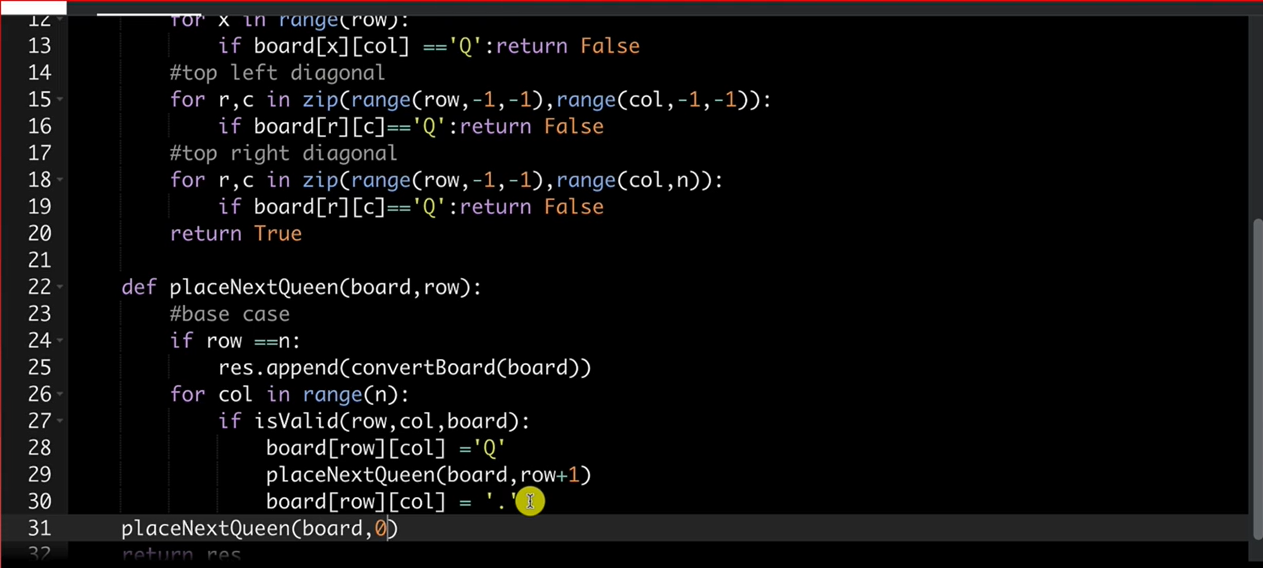 12 for x in range(row):
13 if board[x][col] =='Q':return False
14 #top left diagonal
15 for r,c in zip(range(row,-1,-1),range(col,-1,-1)):
16 if board[r][c]=='Q':return False
17 #top right diagonal
18 for r,c in zip(range(row,-1,-1),range(col,n)):
19 if board[r][c]=='Q':return False
20 return True
21
22 def placeNextQueen(board,row):
23 #base case
24 if row ==n:
25 res.append(convertBoard(board))
26 for col in range(n):
27 if isValid(row,col,board):
28 board[row][col] ='Q'
29 placeNextQueen(board,row+1)
30 board[row][col] = '.'
31 placeNextQueen(board,0)
32 return res